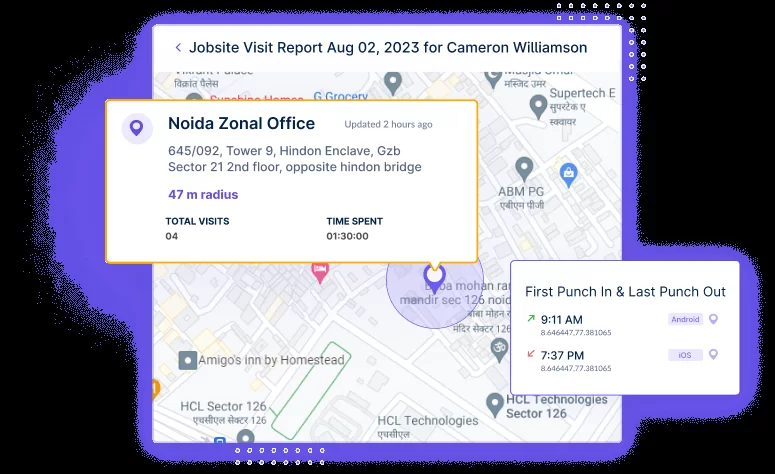 Jobsite Visit Report Aug 02, 2023 for Cameron Williamson
Vikrant Palace
विक्रांत पैलेस
Sunshine Homes
G Grocery
मस्जिद उमर
Supertech E
सुपरटेक ए
स्क्वायर
Noida Zonal Office
Updated 2 hours ago
645/092, Tower 9, Hindon Enclave, Gzb
Sector 21 2nd floor, opposite hindon bridge
47 m radius
TOTAL VISITS
04
TIME SPENT
01:30:00
ABM PG
एबीएम पीजी
mohan ra
mandir sec 126 noid
बाबा मोहन
मंदिर सेक्टर 126
First Punch In & Last Punch Out
9:11 AM
Android
8.646447,77.381065
7:37 PM
iOS
8.646447,77.381065
Amigo's inn by Homestead
HCL Sector 126
एचसीएल सेक्टर 126
HCL Technologies
एचसीएल
HCL Technologies
Sector 126